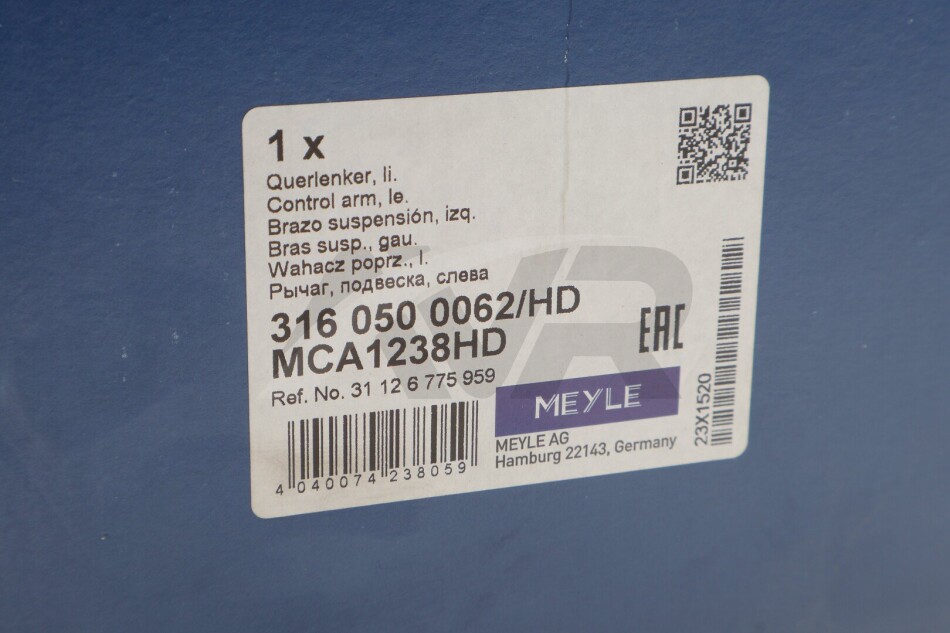 1 x
Querlenker, li.
Control arm, le.
Brazo suspensión, izq.
Bras susp., gau.
Wahacz poprz., l.
Рычаг, подвеска, слева
316 050 0062/HD
MCA1238HD
Ref. No. 31 12 6 775 959
EAC
MEYLE
MEYLE AG
Hamburg 22143, Germany
4 040074 238059
23X1520
VR